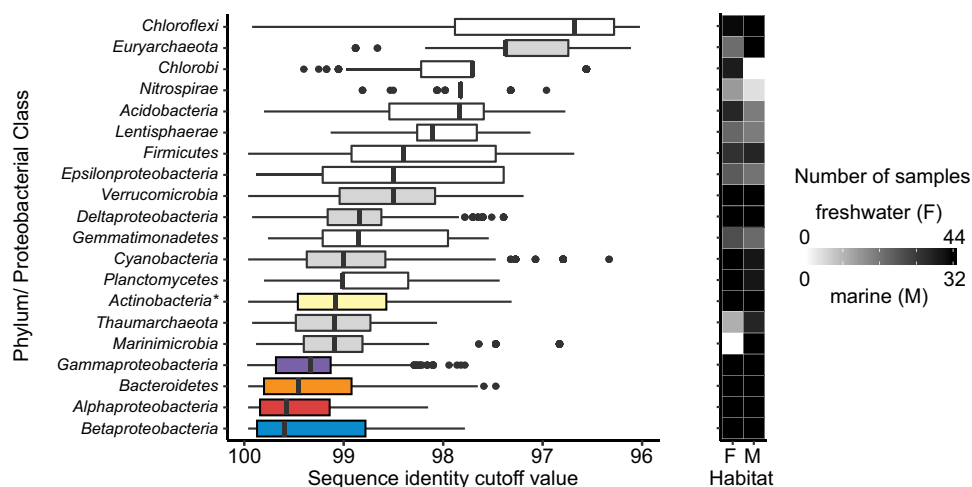 Phylum/ Proteobacterial Class
Chloroflexi
Euryarchaeota
Chlorobi
Nitrospirae
Acidobacteria
Lentisphaerae
Firmicutes
Epsilonproteobacteria
Verrucomicrobia
Deltaproteobacteria
Gemmatimonadetes
Cyanobacteria
Planctomycetes
Actinobacteria*
Thaumarchaeota
Marinimicrobia
Gammaproteobacteria
Bacteroidetes
Alphaproteobacteria
Betaproteobacteria
100 99 98 97 96
Sequence identity cutoff value
F M
Habitat
Number of samples
freshwater (F)
0 44
0 32
marine (M)